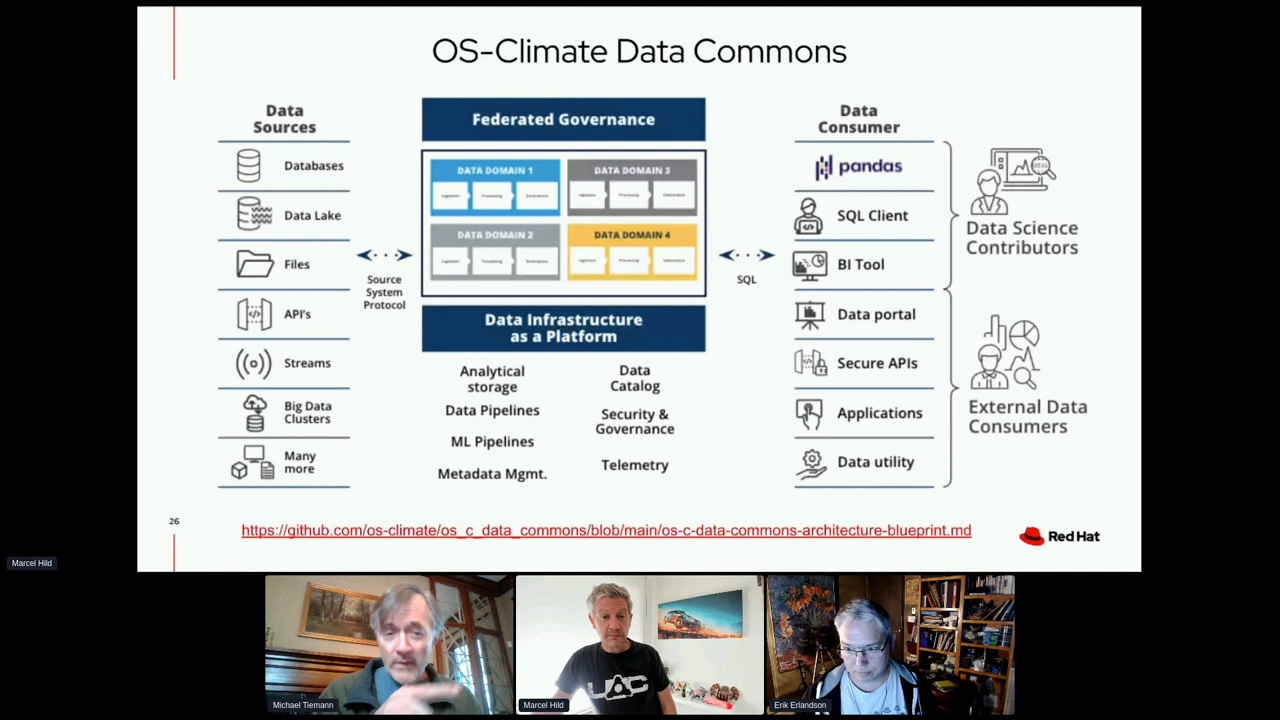 OS-Climate Data Commons
Data
Sources
Databases
Data Lake
Files
API's
Streams
Big Data
Clusters
Many
more
Source
System
Protocol
Federated Governance
DATA DOMAIN 1
DATA DOMAIN 3
DATA DOMAIN 2
DATA DOMAIN 4
Data Infrastructure
as a Platform
Analytical
storage
Data Pipelines
ML Pipelines
Metadata Mgmt.
Data
Catalog
Security &
Governance
Telemetry
SQL
Data
Consumer
pandas
SQL Client
BI Tool
Data portal
Secure APIs
Applications
Data utility
Data Science
Contributors
External Data
Consumers
26
https://github.com/os-climate/os_c_data_commons/blob/main/os-c-data-commons-architecture-blueprint.md
Red Hat
Marcel Hild
Michael Tiemann
Marcel Hild
Erik Erlandson